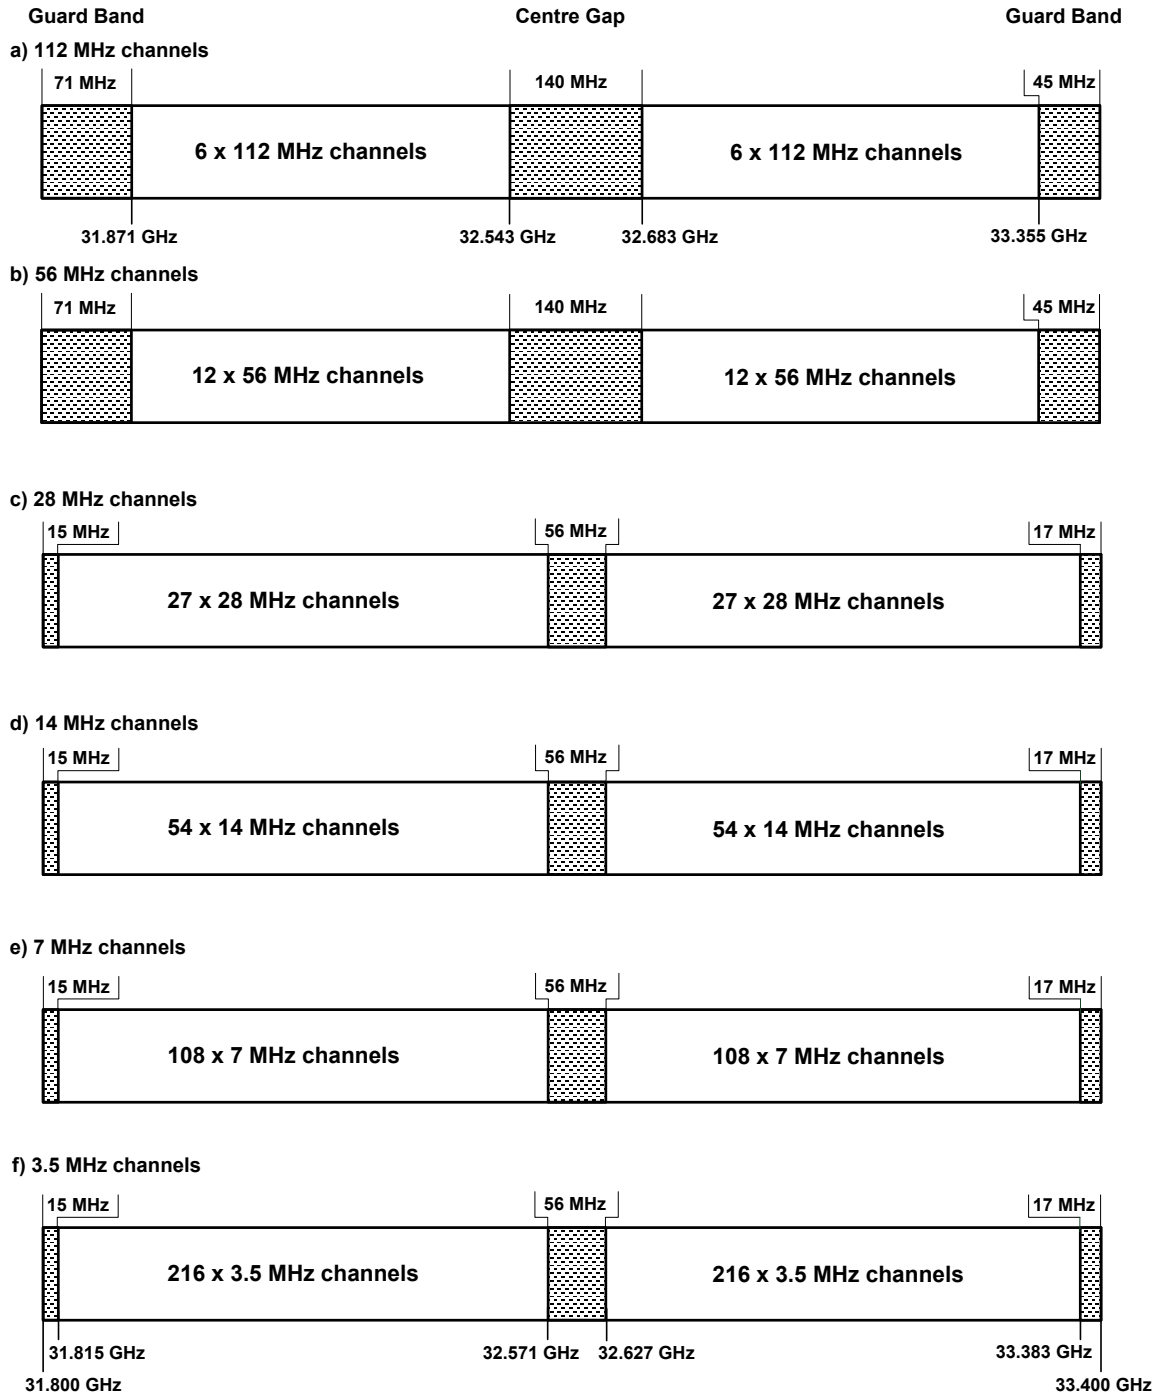 Guard Band Centre Gap Guard Band
a) 112 MHz channels
71 MHz 140 MHz 45 MHz
6 x 112 MHz channels 6 x 112 MHz channels
31.871 GHz 32.543 GHz 32.683 GHz 33.355 GHz
b) 56 MHz channels
71 MHz 140 MHz 45 MHz
12 x 56 MHz channels 12 x 56 MHz channels
c) 28 MHz channels
15 MHz 56 MHz 17 MHz
27 x 28 MHz channels 27 x 28 MHz channels
d) 14 MHz channels
15 MHz 56 MHz 17 MHz
54 x 14 MHz channels 54 x 14 MHz channels
e) 7 MHz channels
15 MHz 56 MHz 17 MHz
108 x 7 MHz channels 108 x 7 MHz channels
f) 3.5 MHz channels
15 MHz 56 MHz 17 MHz
216 x 3.5 MHz channels 216 x 3.5 MHz channels
31.815 GHz 32.571 GHz 32.627 GHz 33.383 GHz
31.800 GHz 33.400 GHz